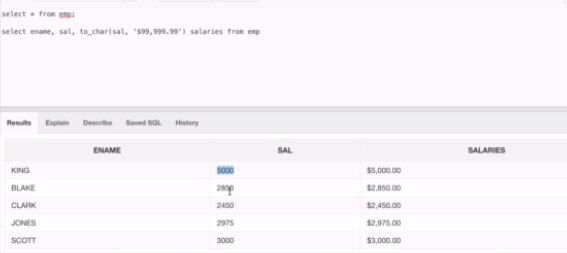 select * from emp;
select ename, sal, to_char(sal, '$99,999.99') salaries from emp
Results Explain Describe Saved SQL History
ENAME SAL SALARIES
KING 5000 $5,000.00
BLAKE 2850 $2,850.00
CLARK 2450 $2,450.00
JONES 2975 $2,975.00
SCOTT 3000 $3,000.00